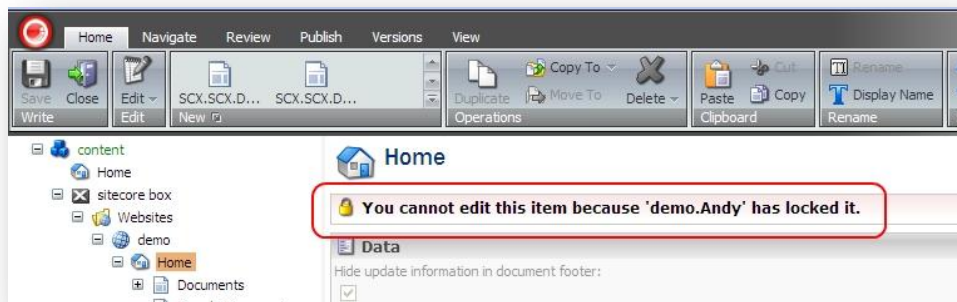 Home Navigate Review Publish Versions View
Copy To Cut Rename
Save Close Edit SCX.SCX.D... SCX.SCX.D... Duplicate Move To Delete Paste Copy Display Name
Write Edit New Operations Clipboard Rename
content
Home
Home
sitecore box
You cannot edit this item because 'demo.Andy' has locked it.
Websites
demo
Data
Home
Hide update information in document footer:
Documents